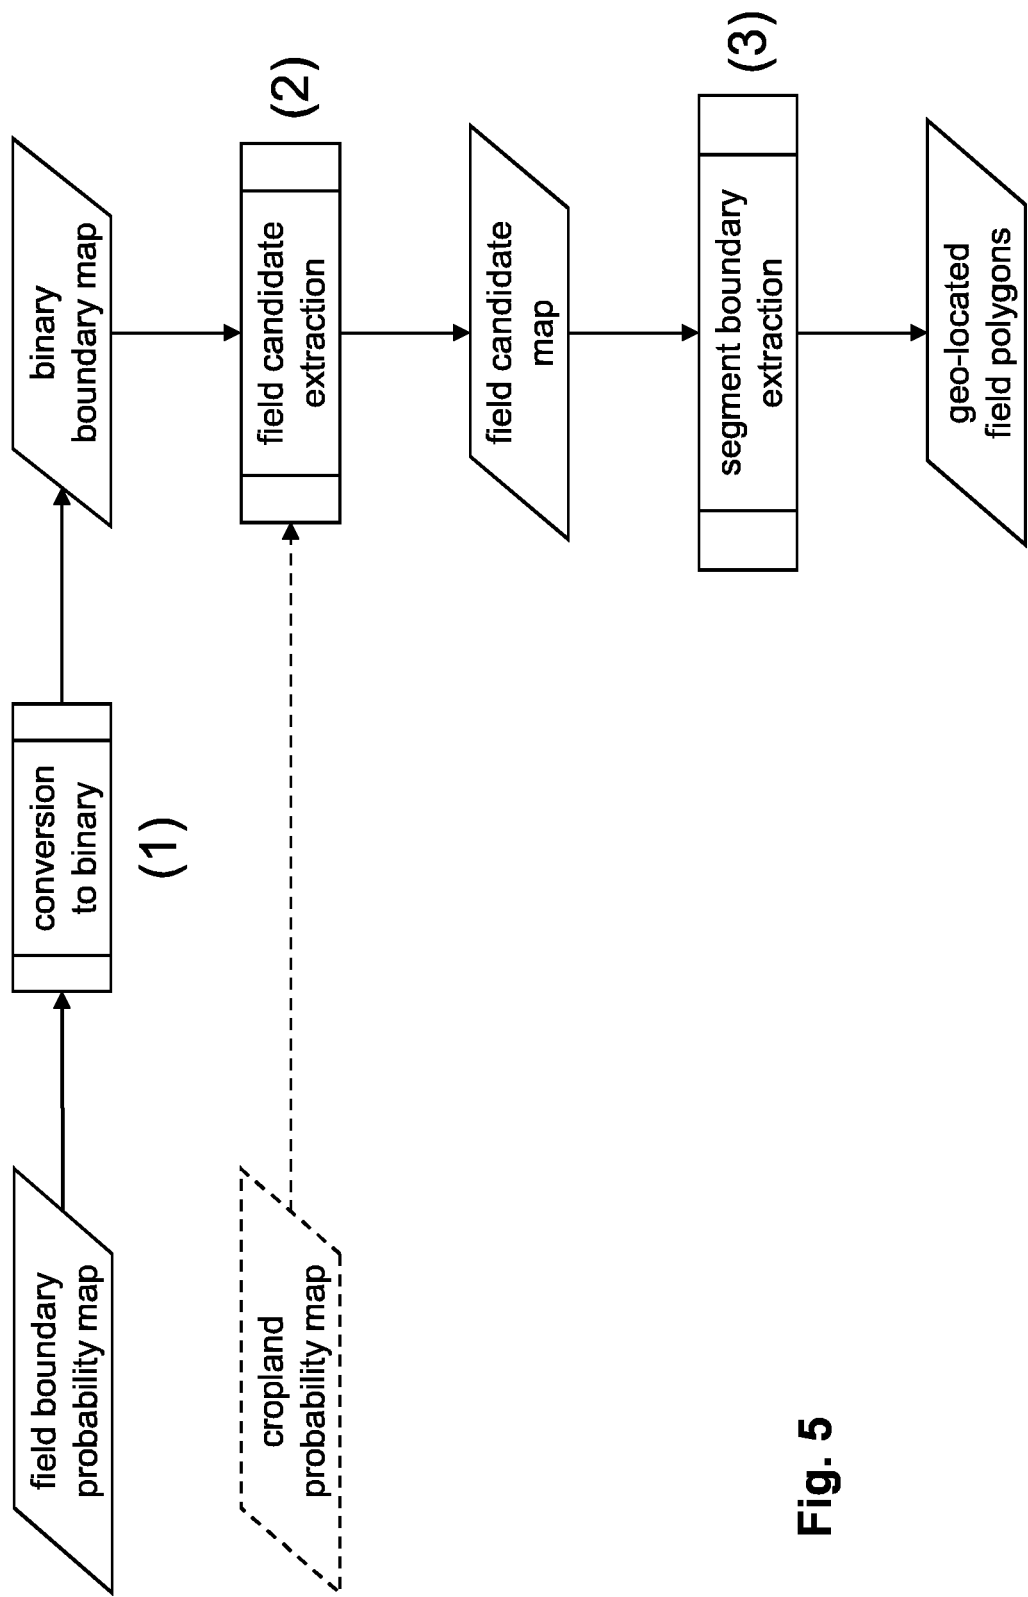 field boundary
probability map
conversion
to binary
(1)
binary
boundary map
cropland
probability map
field candidate
extraction
(2)
field candidate
map
segment boundary
extraction
(3)
geo-located
field polygons
Fig. 5